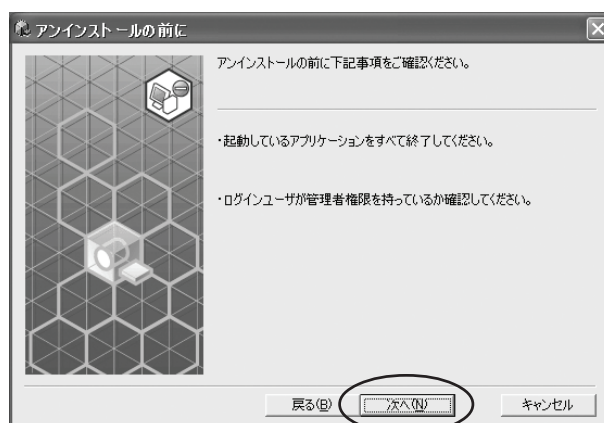 アンインストールの前に
アンインストールの前に下記事項をご確認ください。
・起動しているアプリケーションをすべて終了してください。
・ログインユーザが管理者権限を持っているか確認してください。
戻る(B) 次へ(N) キャンセル